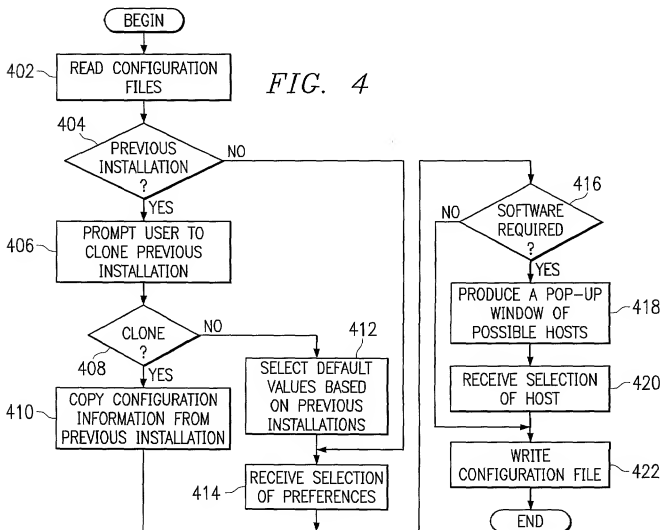 BEGIN
402
READ CONFIGURATION
FILES
FIG. 4
404
PREVIOUS
INSTALLATION
?
NO
YES
406
PROMPT USER TO
CLONE PREVIOUS
INSTALLATION
CLONE
?
NO
408
YES
412
SELECT DEFAULT
VALUES BASED
ON PREVIOUS
INSTALLATIONS
410
COPY CONFIGURATION
INFORMATION FROM
PREVIOUS INSTALLATION
414
RECEIVE SELECTION
OF PREFERENCES
416
NO
SOFTWARE
REQUIRED
?
YES
PRODUCE A POP-UP
WINDOW OF
POSSIBLE HOSTS
418
RECEIVE SELECTION
OF HOST
420
WRITE
CONFIGURATION FILE
422
END